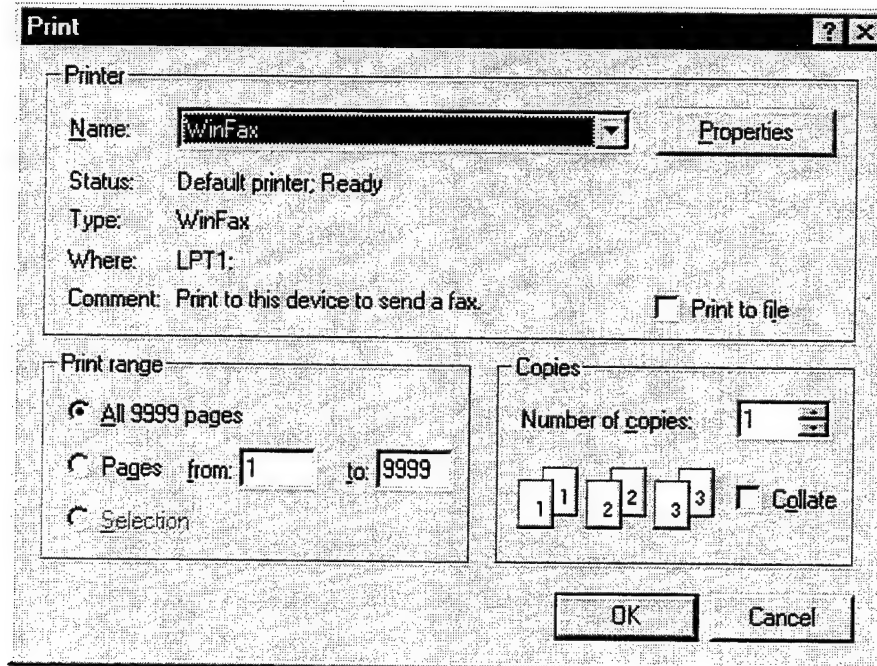 Print
Printer
Name: WinFax Properties
Status: Default printer; Ready
Type: WinFax
Where: LPT1:
Comment: Print to this device to send a fax. Print to file
Print range
All 9999 pages
Pages from: 1 to: 9999
Selection
Copies
Number of copies: 1
1 1 2 2 3 3 Collate
OK Cancel